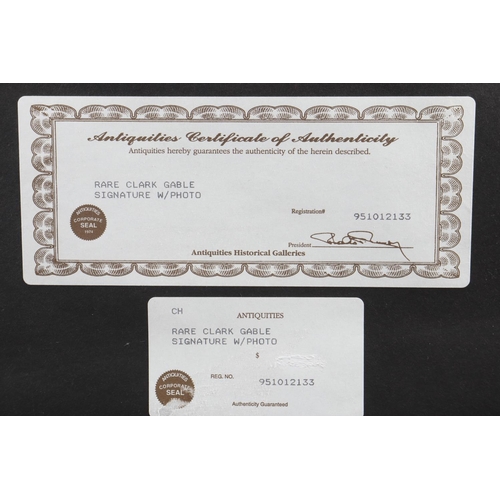 Antiquities Certificate of Authenticity
Antiquities hereby guarantees the authenticity of the herein described.
RARE CLARK GABLE
SIGNATURE W/PHOTO
Registration#
951012133
ANTIQUITIES
CORPORATE
SEAL
1972
President
Antiquities Historical Galleries
CH
ANTIQUITIES
RARE CLARK GABLE
SIGNATURE W/PHOTO
$
REG. NO.
951012133
ANTIQUITIES
CORPORATE
SEAL
Authenticity Guaranteed